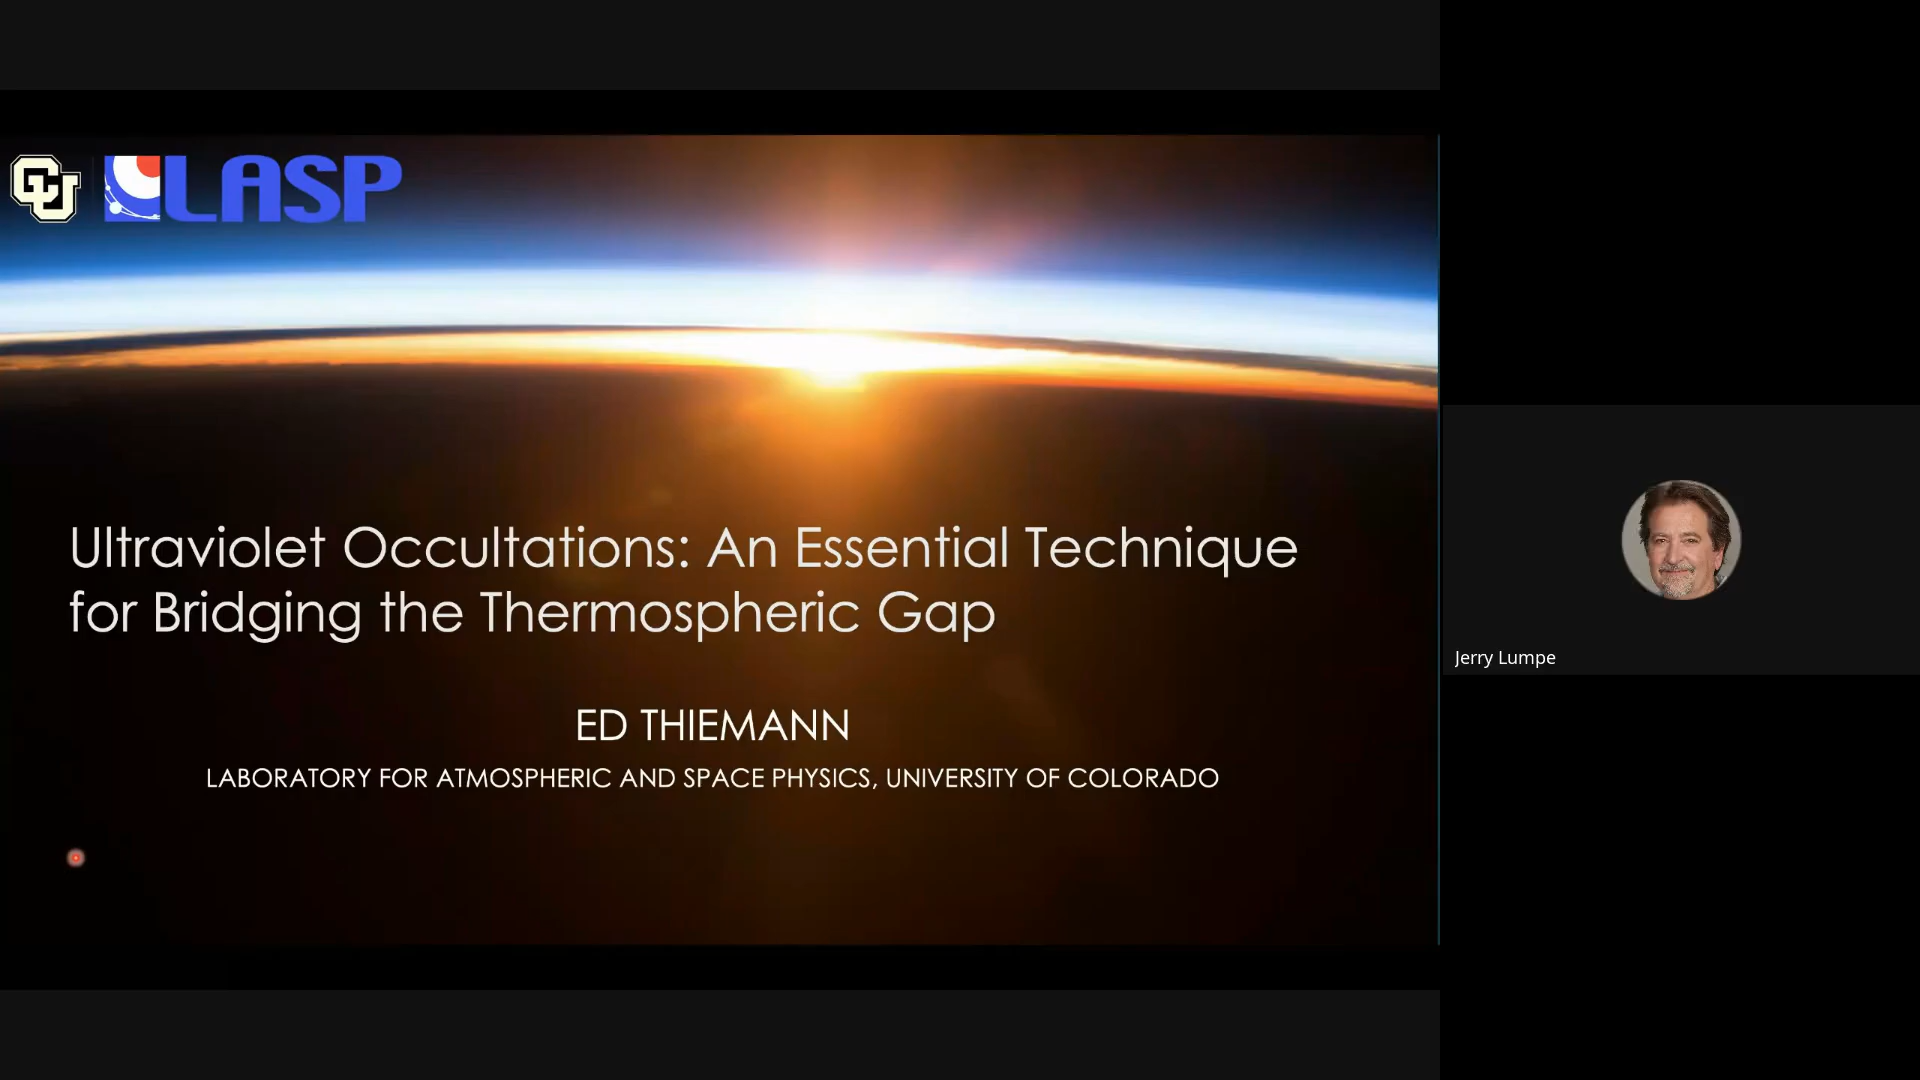 CU LASP
Ultraviolet Occultations: An Essential Technique
for Bridging the Thermospheric Gap
ED THIEMANN
LABORATORY FOR ATMOSPHERIC AND SPACE PHYSICS, UNIVERSITY OF COLORADO
Jerry Lumpe